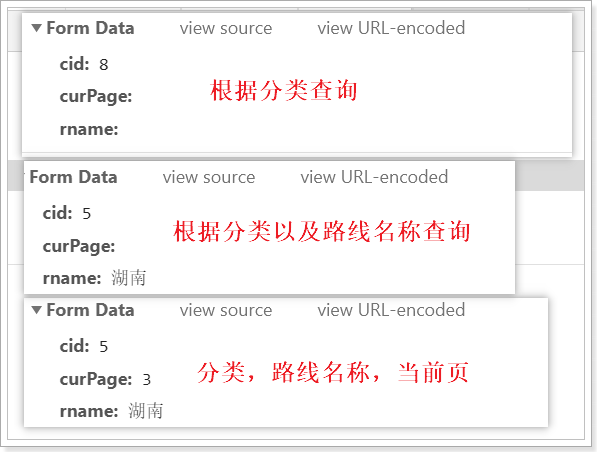 Form Data view source view URL-encoded
cid: 8
根据分类查询
curPage:
rname:
Form Data view source view URL-encoded
cid: 5
根据分类以及路线名称查询
curPage:
rname: 湖南
Form Data view source view URL-encoded
cid: 5
分类，路线名称，当前页
curPage: 3
rname: 湖南